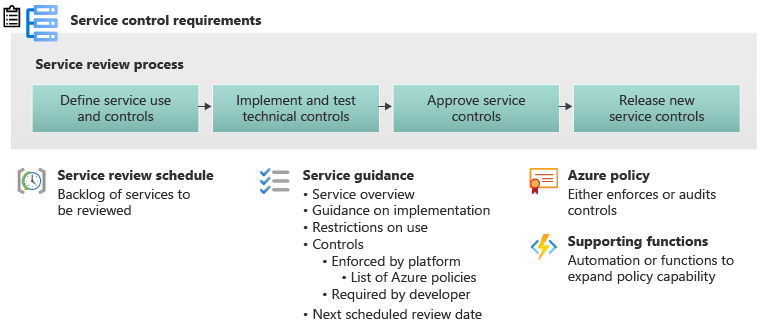 Service control requirements
Service review process
Define service use
and controls
Implement and test
technical controls
Approve service
controls
Release new
service controls
Service review schedule
Backlog of services to
be reviewed
Service guidance
• Service overview
• Guidance on implementation
• Restrictions on use
• Controls
• Enforced by platform
• List of Azure policies
• Required by developer
• Next scheduled review date
Azure policy
Either enforces or audits
controls
Supporting functions
Automation or functions to
expand policy capability